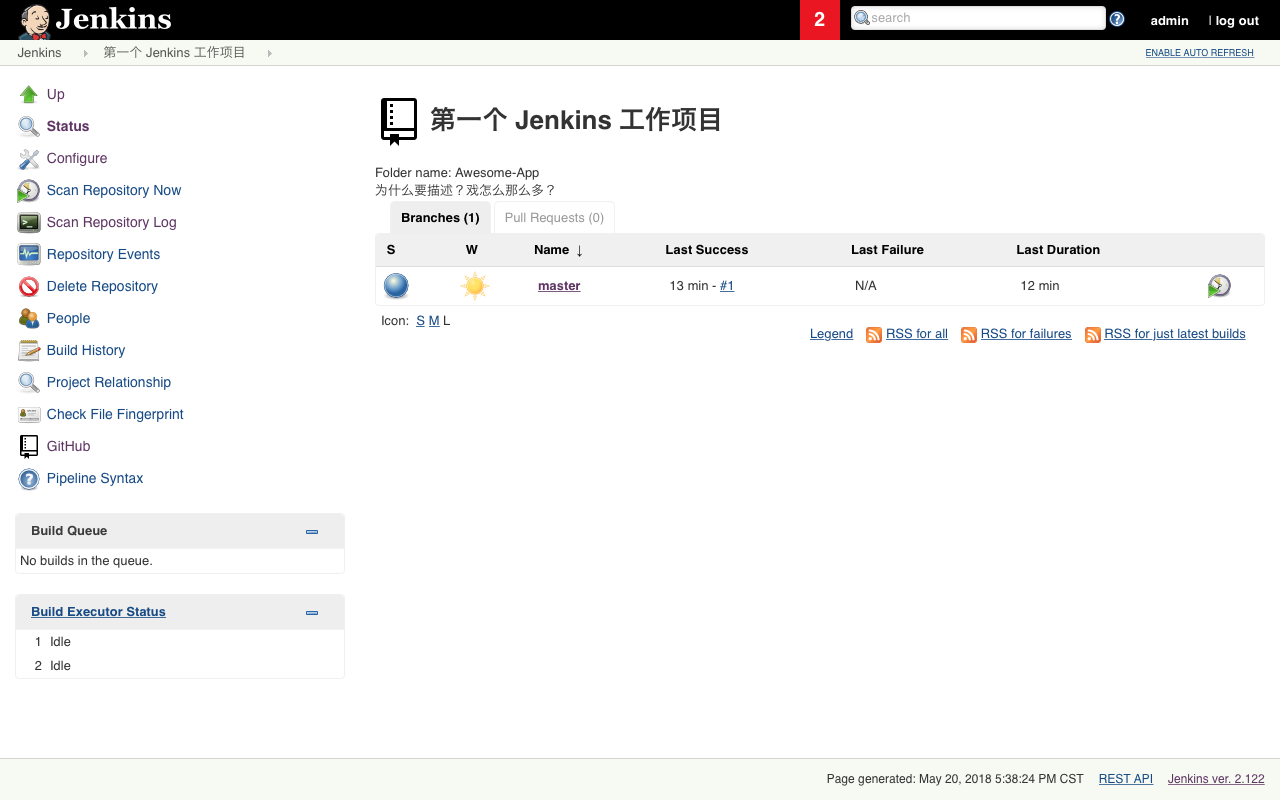 Jenkins 2 search admin | log out
Jenkins 第一个 Jenkins 工作项目 ENABLE AUTO REFRESH
Up
Status
Configure
Scan Repository Now
Scan Repository Log
Repository Events
Delete Repository
People
Build History
Project Relationship
Check File Fingerprint
GitHub
Pipeline Syntax
Build Queue
No builds in the queue.
Build Executor Status
1 Idle
2 Idle
第一个 Jenkins 工作项目
Folder name: Awesome-App
为什么要描述？戏怎么那么多？
Branches (1) Pull Requests (0)
S W Name ↓ Last Success Last Failure Last Duration
master 13 min - #1 N/A 12 min
Icon: S M L
Legend RSS for all RSS for failures RSS for just latest builds
Page generated: May 20, 2018 5:38:24 PM CST REST API Jenkins ver. 2.122